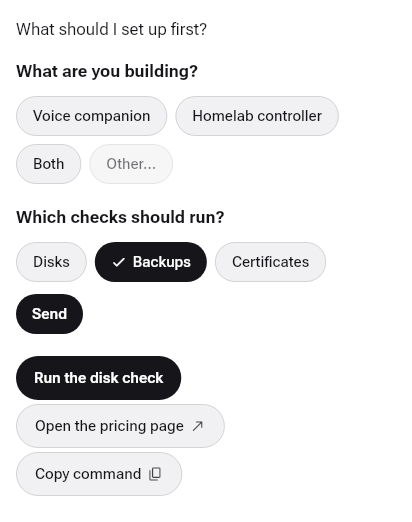 What should I set up first?
What are you building?
Voice companion Homelab controller
Both Other...
Which checks should run?
Disks Backups Certificates
Send
Run the disk check
Open the pricing page
Copy command